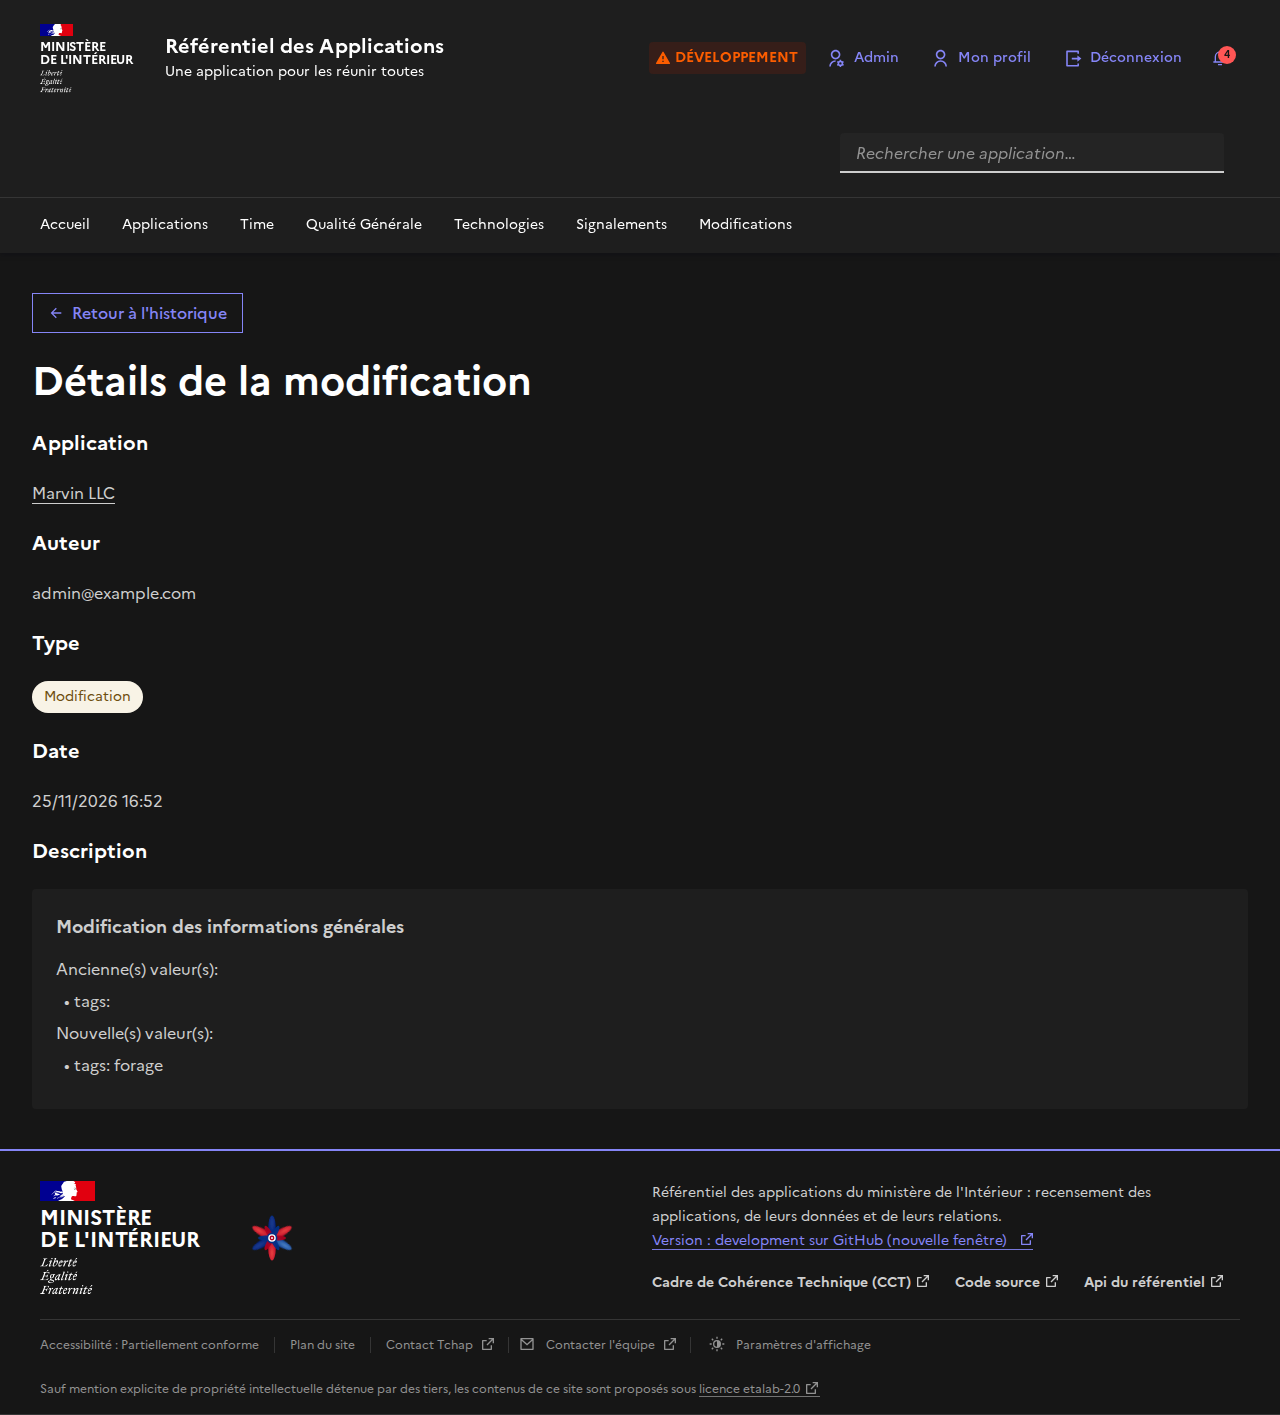 MINISTÈRE
DE L'INTÉRIEUR
Liberté
Égalité
Fraternité
Référentiel des Applications
Une application pour les réunir toutes
DÉVELOPPEMENT
Admin
Mon profil
Déconnexion
4
Rechercher une application...
Accueil
Applications
Time
Qualité Générale
Technologies
Signalements
Modifications
Retour à l'historique
Détails de la modification
Application
Marvin LLC
Auteur
admin@example.com
Type
Modification
Date
25/11/2026 16:52
Description
Modification des informations générales
Ancienne(s) valeur(s):
• tags:
Nouvelle(s) valeur(s):
• tags: forage
MINISTÈRE
DE L'INTÉRIEUR
Liberté
Égalité
Fraternité
Référentiel des applications du ministère de l'Intérieur : recensement des
applications, de leurs données et de leurs relations.
Version : development sur GitHub (nouvelle fenêtre)
Cadre de Cohérence Technique (CCT)
Code source
Api du référentiel
Accessibilité : Partiellement conforme
Plan du site
Contact Tchap
Contacter l'équipe
Paramètres d'affichage
Sauf mention explicite de propriété intellectuelle détenue par des tiers, les contenus de ce site sont proposés sous licence etalab-2.0